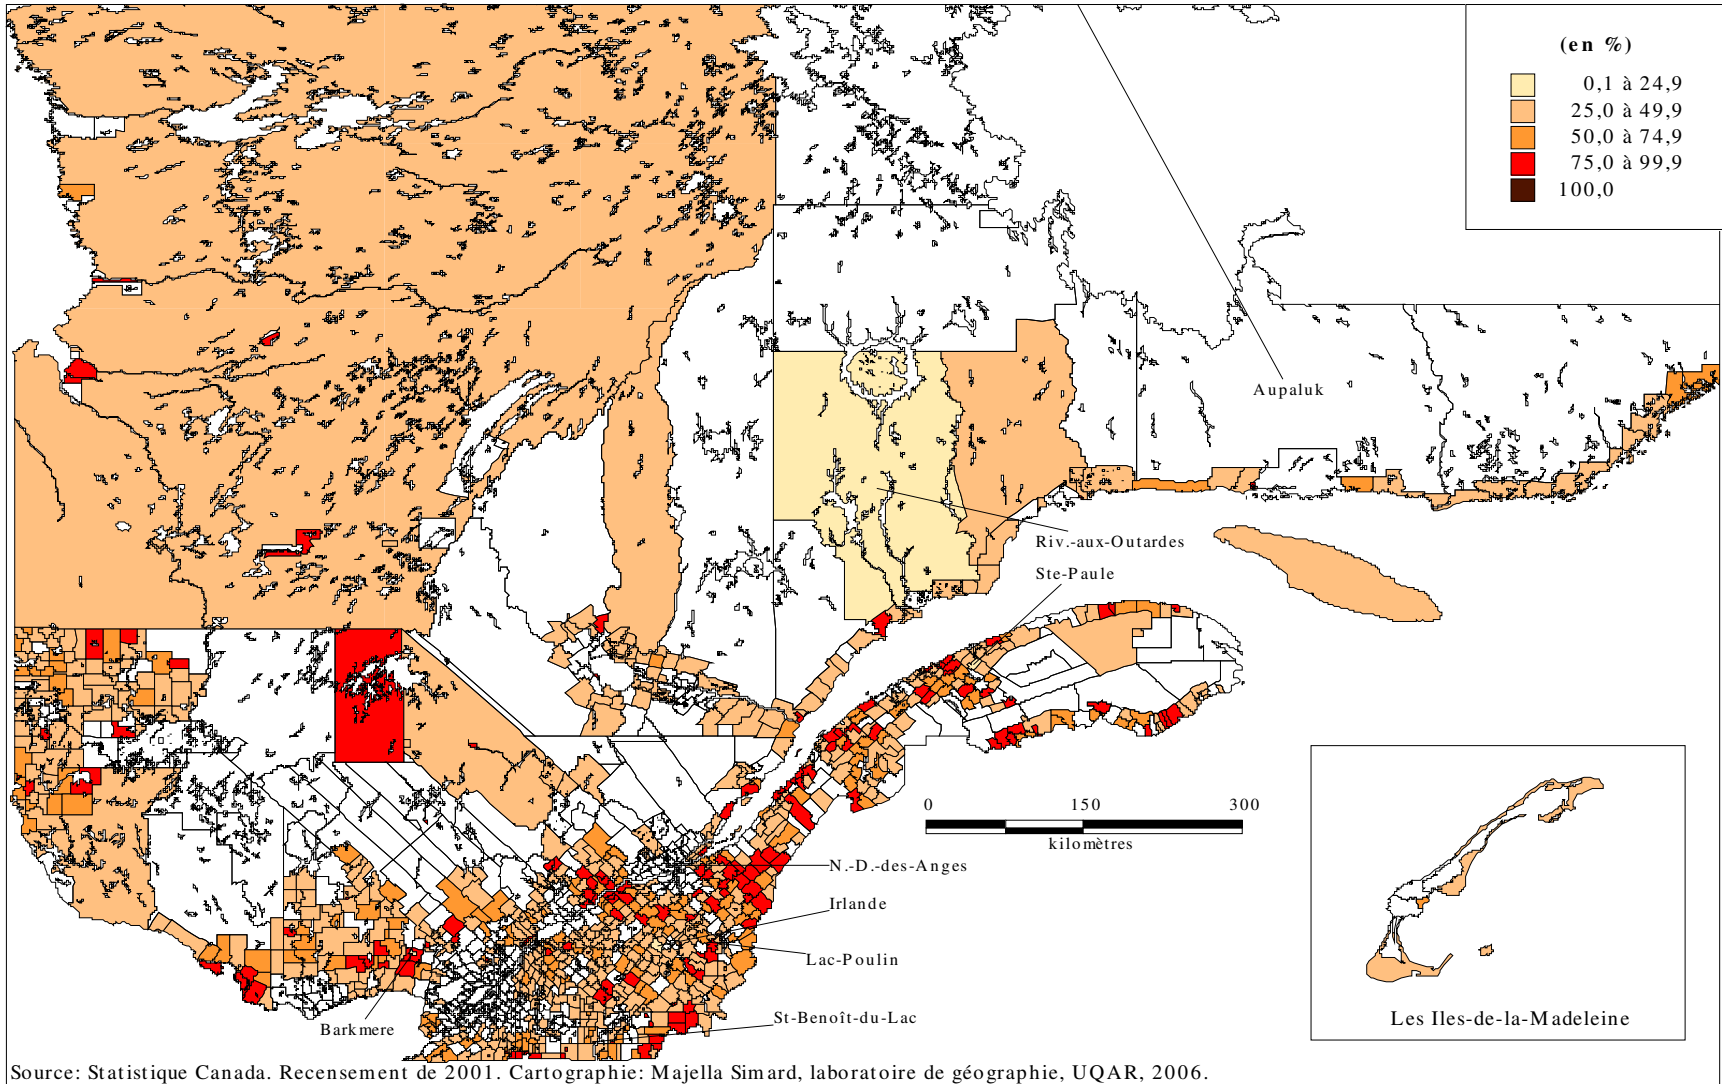 (en %)
0,1 à 24,9
25,0 à 49,9
50,0 à 74,9
75,0 à 99,9
100,0
Aupaluk
Riv.-aux-Outardes
Ste-Paule
0 150 300
kilomètres
N.-D.-des-Anges
Irlande
Lac-Poulin
St-Benoît-du-Lac
Barkmere
Les Iles-de-la-Madeleine
Source: Statistique Canada. Recensement de 2001. Cartographie: Majella Simard, laboratoire de géographie, UQAR, 2006.